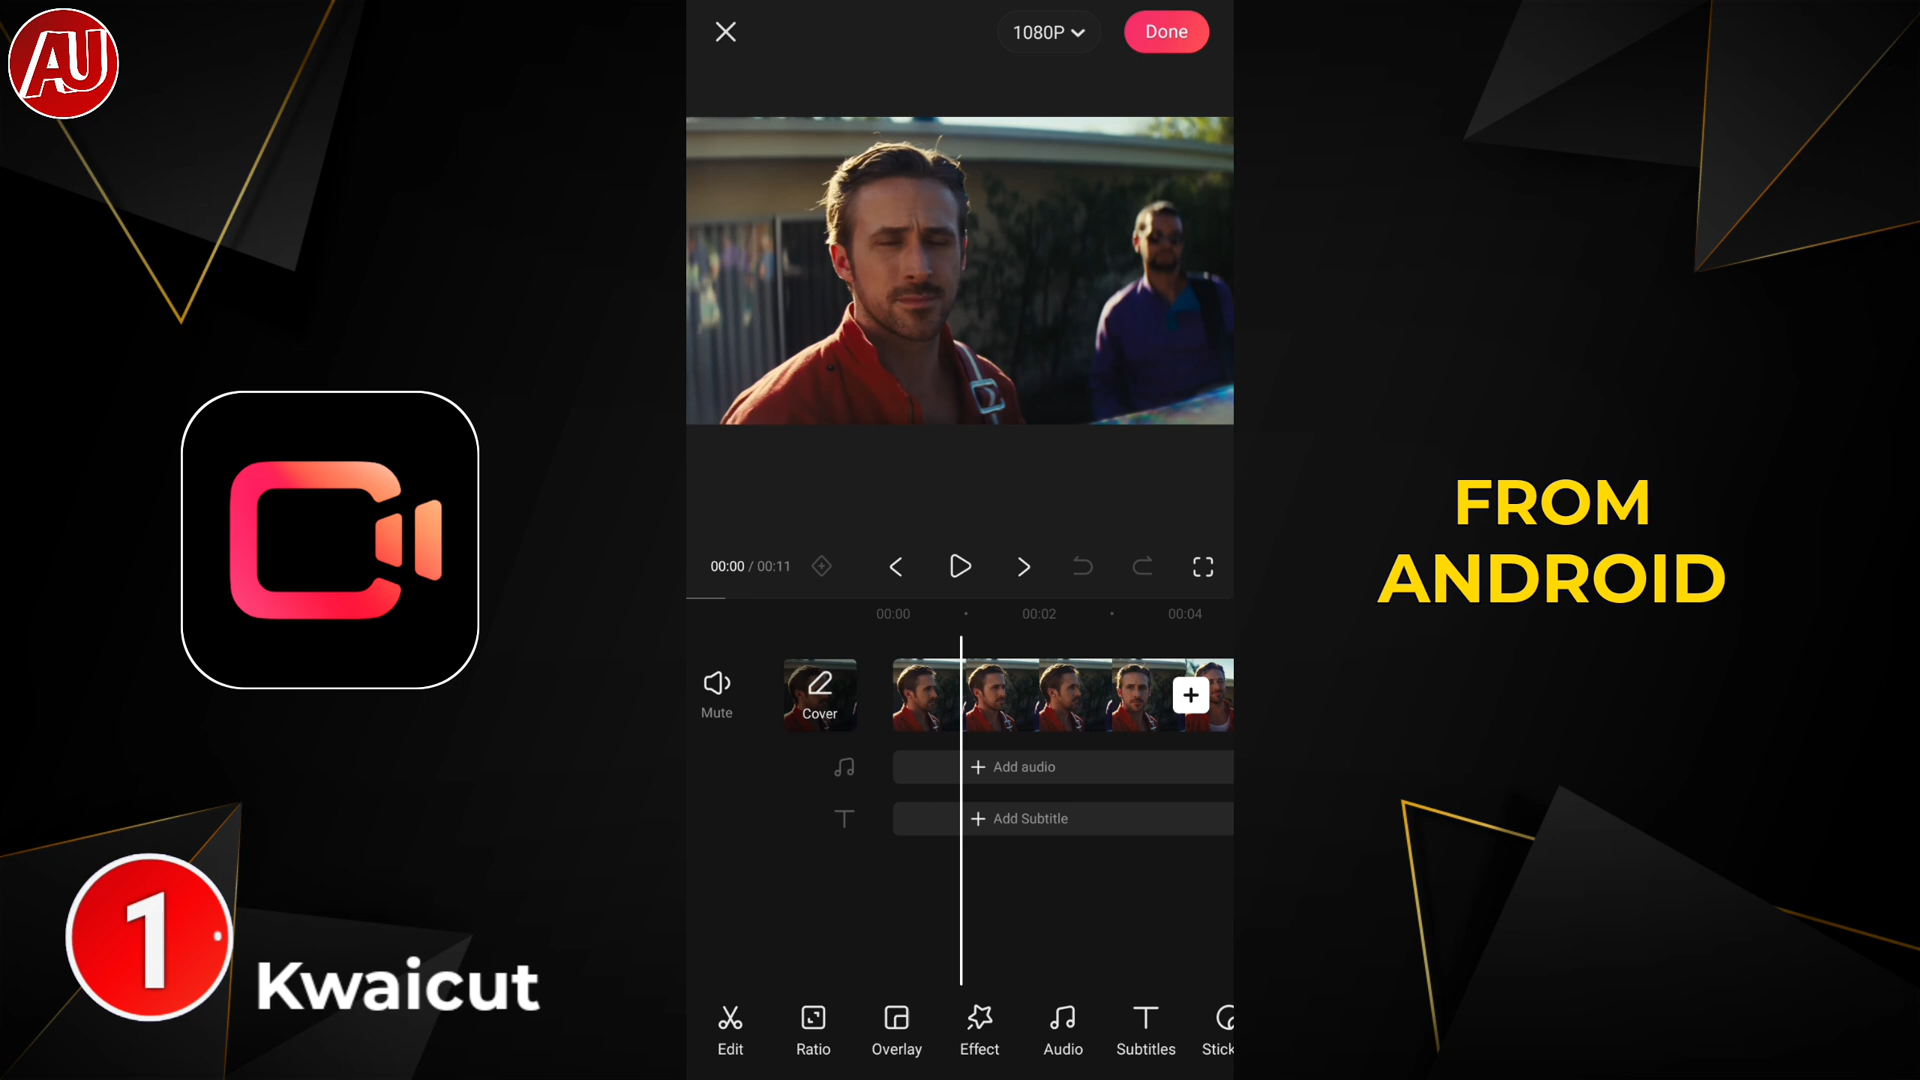 AU
1080P
Done
FROM
ANDROID
00:00 / 00:11
00:00
00:02
00:04
Mute
Cover
+ Add audio
+ Add Subtitle
1
Kwaicut
Edit
Ratio
Overlay
Effect
Audio
Subtitles
Stick